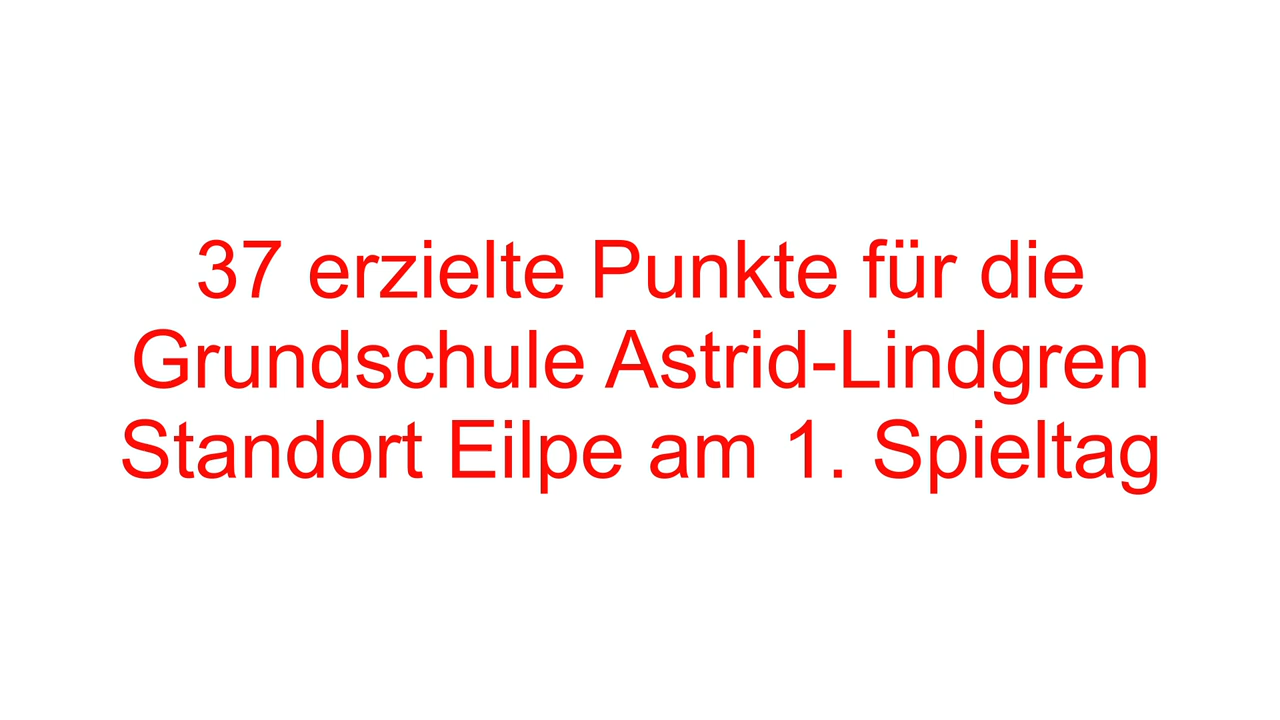 37 erzielte Punkte für die
Grundschule Astrid-Lindgren
Standort Eilpe am 1. Spieltag